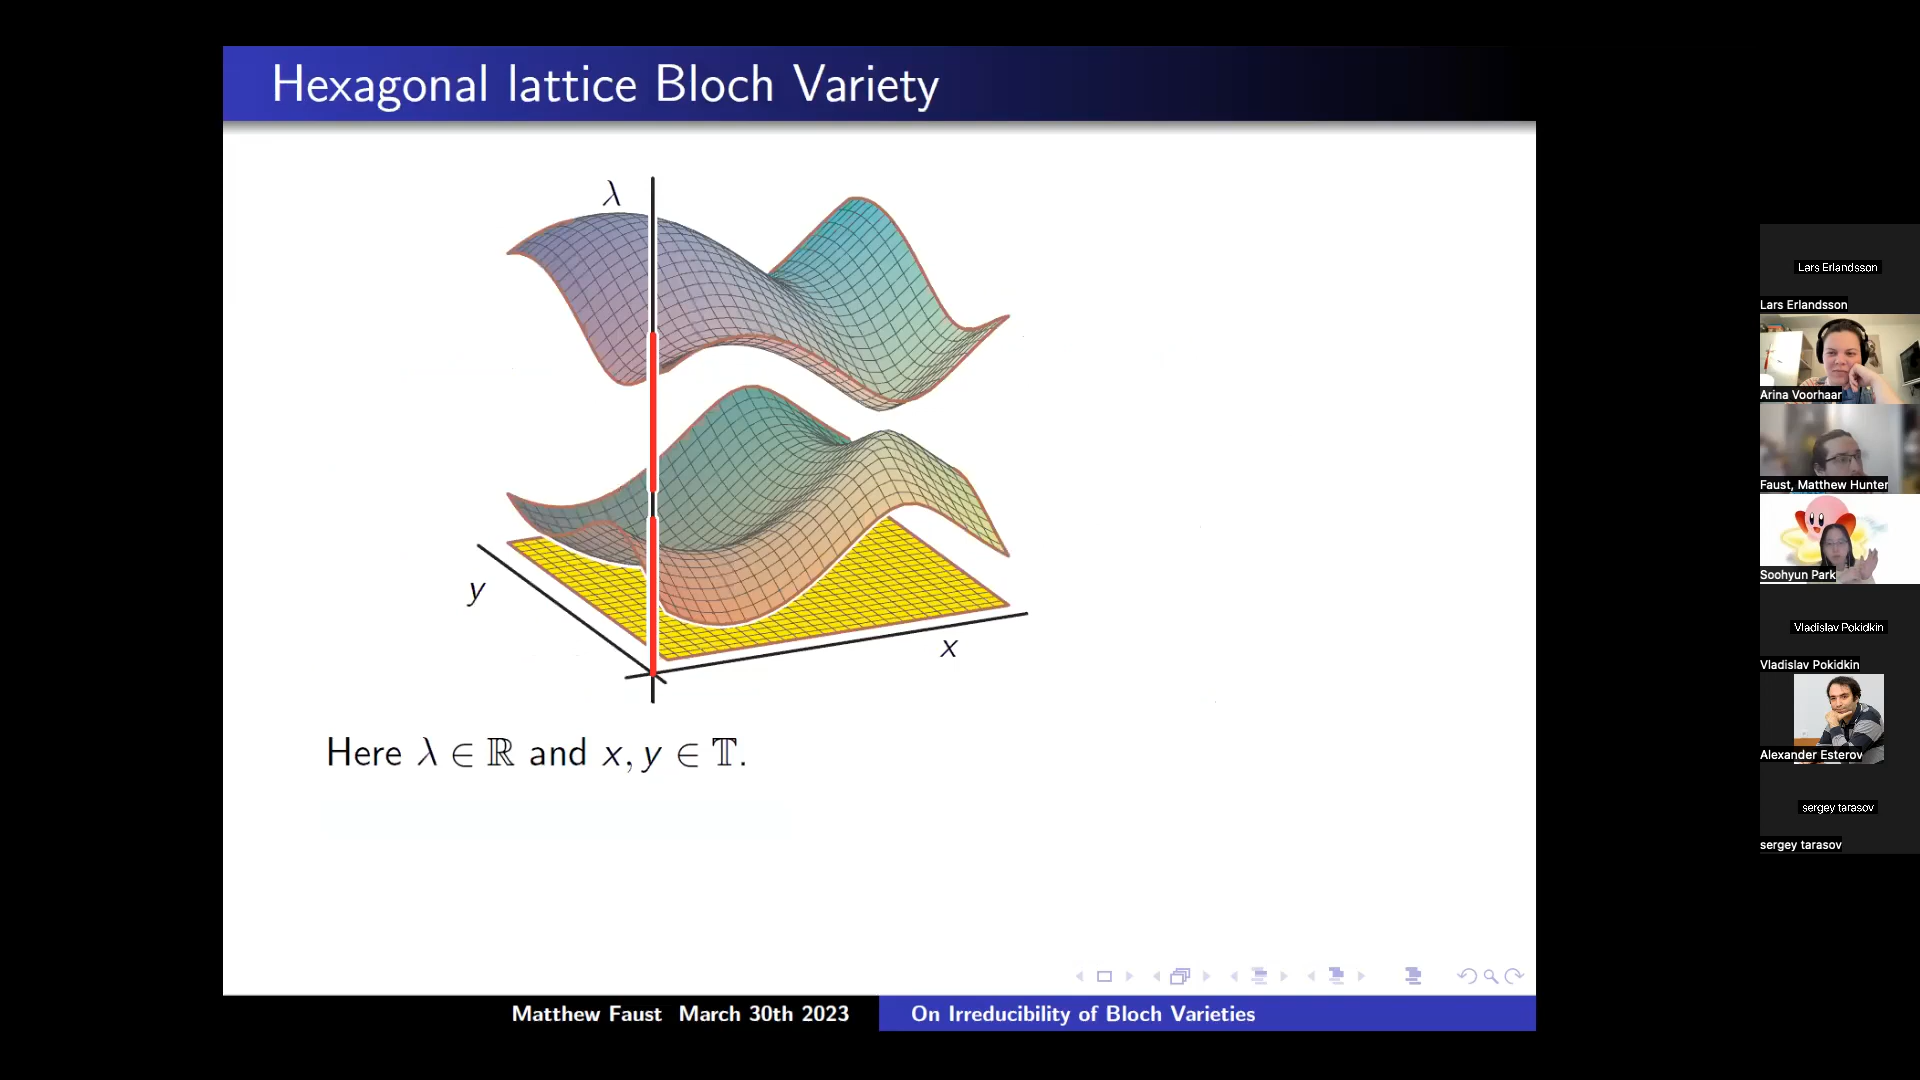 Hexagonal lattice Bloch Variety
λ
y
x
Here λ ∈ ℝ and x, y ∈ 𝕋.
Matthew Faust March 30th 2023
On Irreducibility of Bloch Varieties
Lars Erlandsson
Lars Erlandsson
Arina Voorhaar
Faust, Matthew Hunter
Soohyun Park
Vladislav Pokidkin
Vladislav Pokidkin
Alexander Esterov
sergey tarasov
sergey tarasov